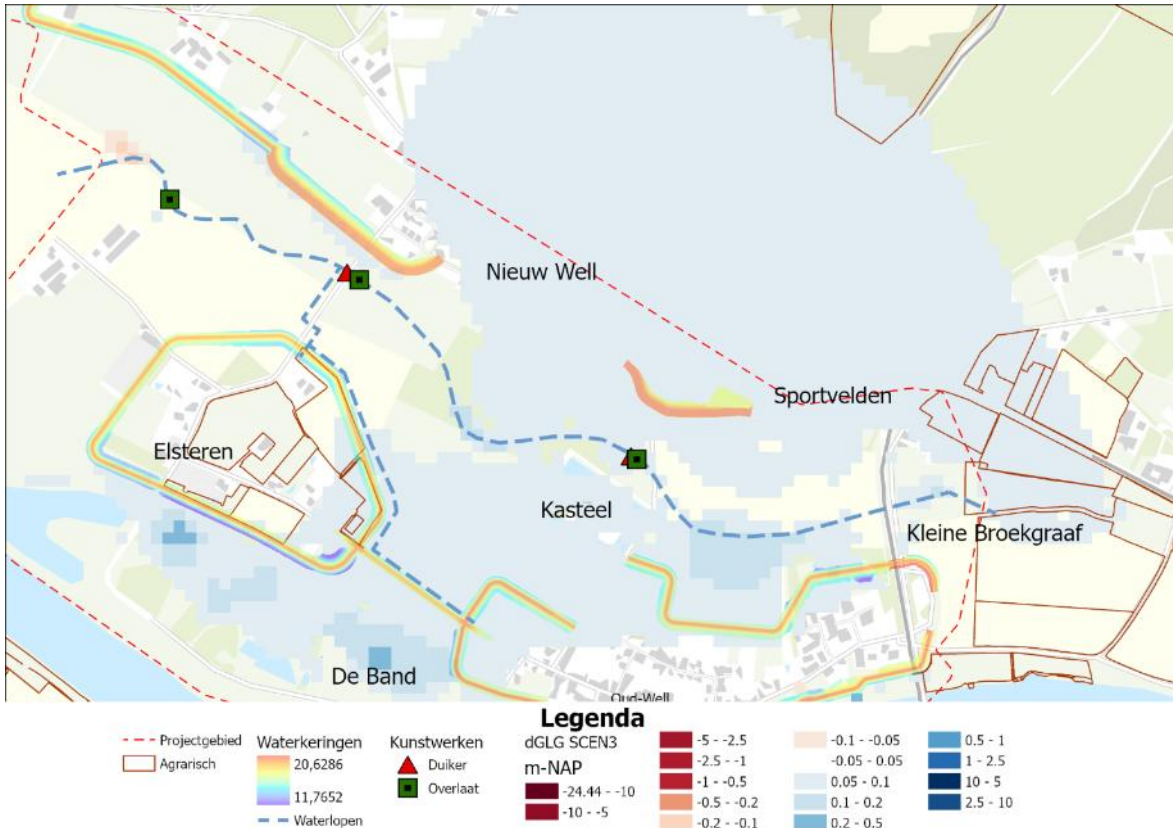 Nieuw Well
Sportvelden
Elsteren
Kasteel
Kleine Broekgraaf
De Band
Oud-Well
Legenda
Projectgebied
Agrarisch
Waterkeringen
20,6286
11,7652
Waterlopen
Kunstwerken
Duiker
Overlaat
dGLG SCEN3
m-NAP
-24.44 - -10
-10 - -5
-5 - -2.5
-2.5 - -1
-1 - -0.5
-0.5 - -0.2
-0.2 - -0.1
-0.1 - -0.05
-0.05 - 0.05
0.05 - 0.1
0.1 - 0.2
0.2 - 0.5
0.5 - 1
1 - 2.5
10 - 5
2.5 - 10